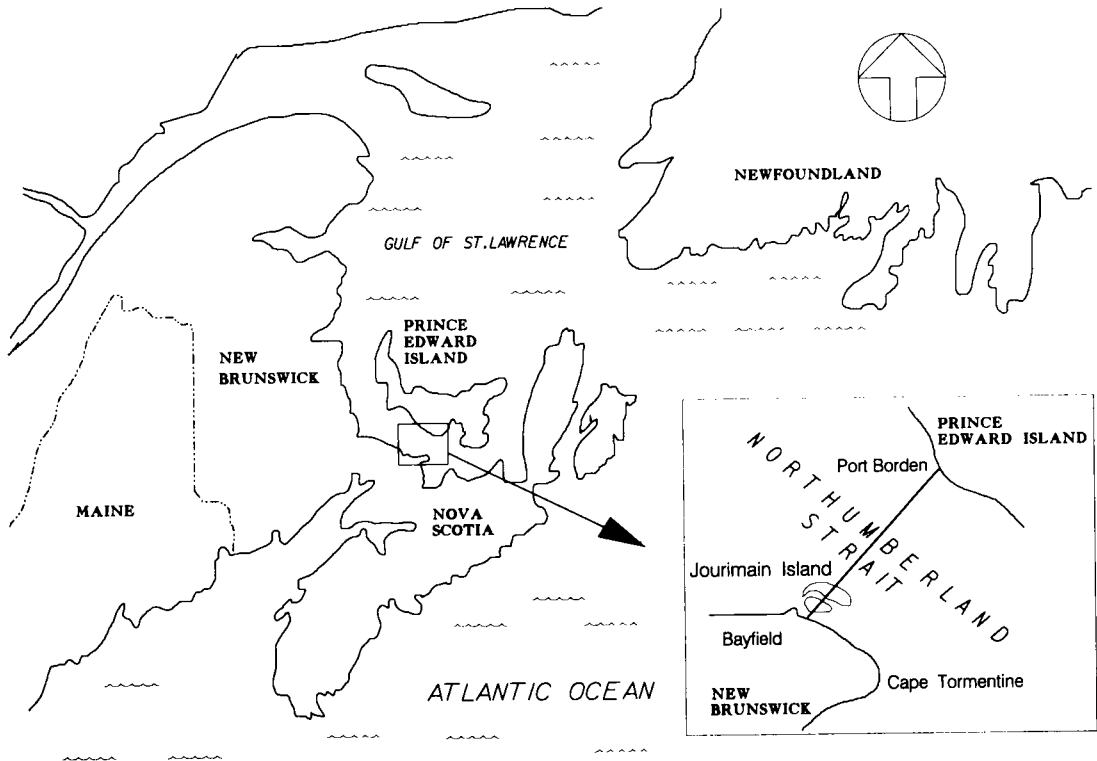 NEWFOUNDLAND
GULF OF ST.LAWRENCE
PRINCE
EDWARD
ISLAND
NEW
BRUNSWICK
MAINE
NOVA
SCOTIA
ATLANTIC OCEAN
PRINCE
EDWARD ISLAND
Port Borden
NORTHUMBERLAND
STRAIT
Jourimain Island
Bayfield
Cape Tormentine
NEW
BRUNSWICK